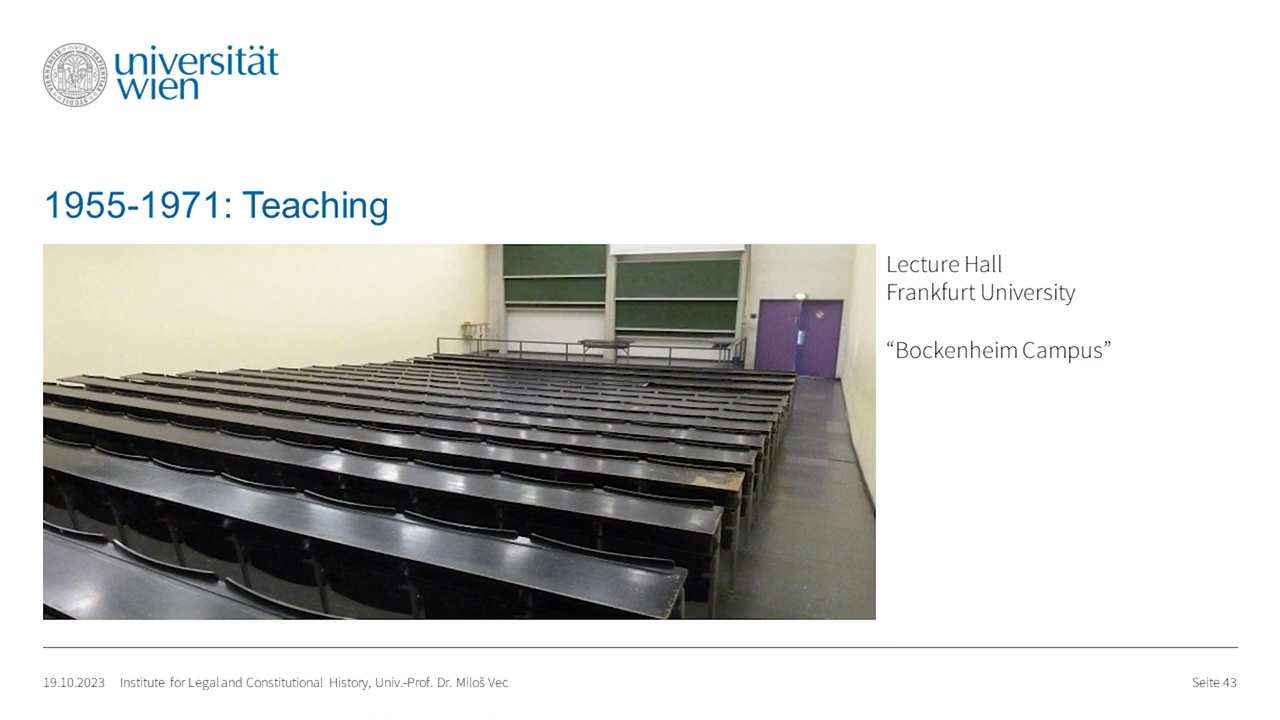 universität
wien
1955-1971: Teaching
Lecture Hall
Frankfurt University
“Bockenheim Campus”
19.10.2023 Institute for Legal and Constitutional History, Univ.-Prof. Dr. Miloš Vec
Seite 43